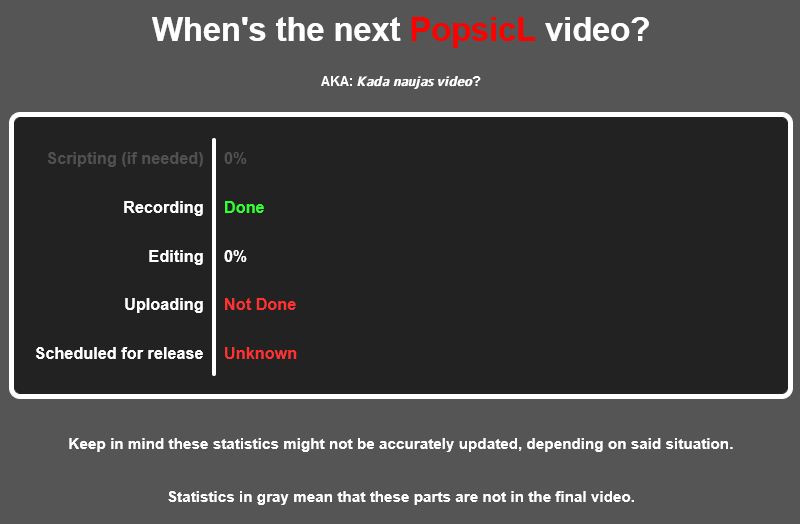 When's the next PopsicL video?
AKA: Kada naujas video?
Scripting (if needed) 0%
Recording Done
Editing 0%
Uploading Not Done
Scheduled for release Unknown
Keep in mind these statistics might not be accurately updated, depending on said situation.
Statistics in gray mean that these parts are not in the final video.